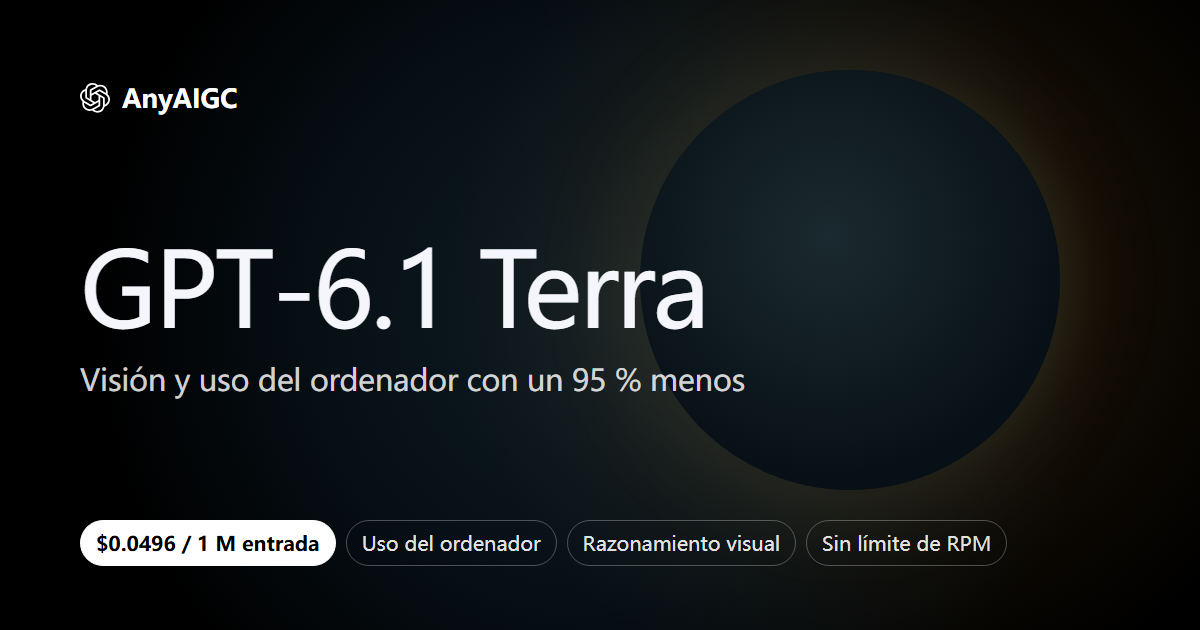 AnyAIGC
GPT-6.1 Terra
Visión y uso del ordenador con un 95 % menos
$0.0496 / 1 M entrada
Uso del ordenador
Razonamiento visual
Sin límite de RPM